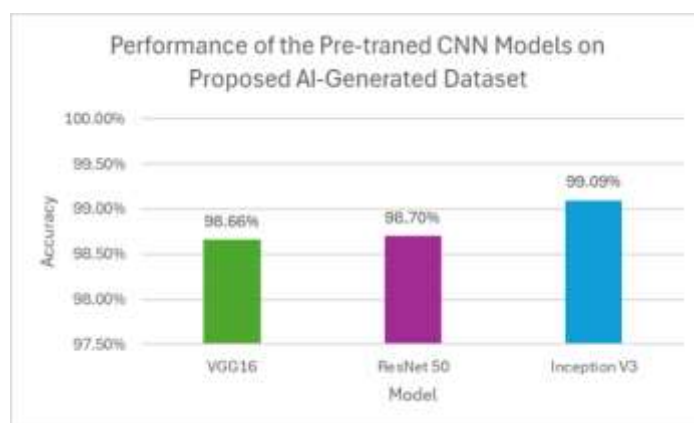 Performance of the Pre-traned CNN Models on
Proposed AI-Generated Dataset
100.00%
99.50%
99.00%
98.50%
98.00%
97.50%
Accuracy
98.66%
98.70%
99.09%
VGG16
ResNet 50
Inception V3
Model